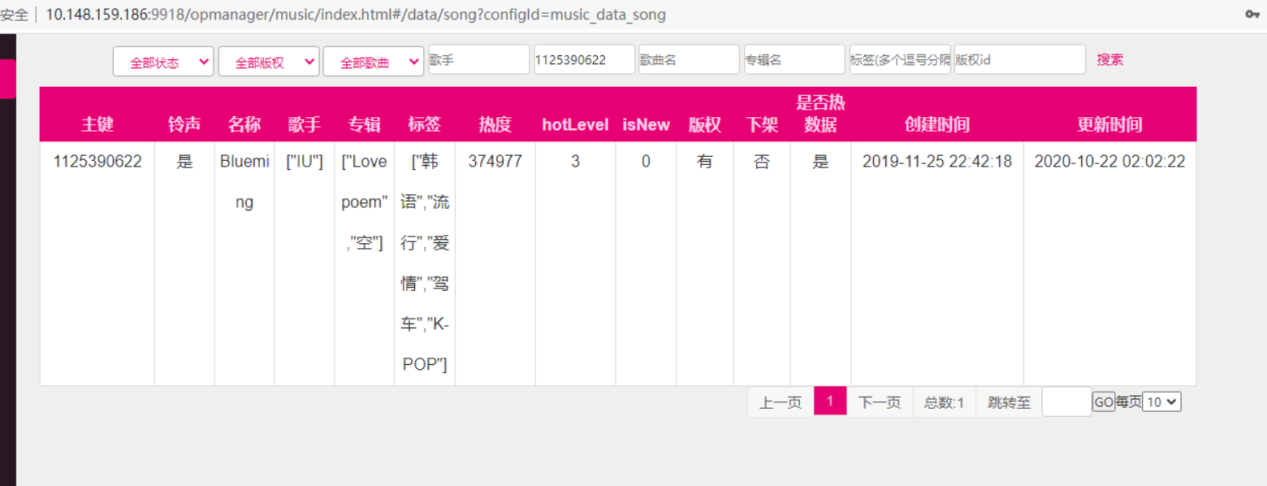 安全 | 10.148.159.186:9918/opmanager/music/index.html#/data/song?configId=music_data_song
全部状态 全部版权 全部歌曲 歌手 1125390622 歌曲名 专辑名 标签(多个逗号分隔 版权id 搜索
主键 铃声 名称 歌手 专辑 标签 热度 hotLevel isNew 版权 下架 是否热 创建时间 更新时间
数据
1125390622 是 Bluemi ["IU"] ["Love ["韩 374977 3 0 有 否 是 2019-11-25 22:42:18 2020-10-22 02:02:22
ng poem" 语","流
,"空"] 行","爱
情","驾
车","K-
POP"]
上一页 1 下一页 总数:1 跳转至 GO 每页 10